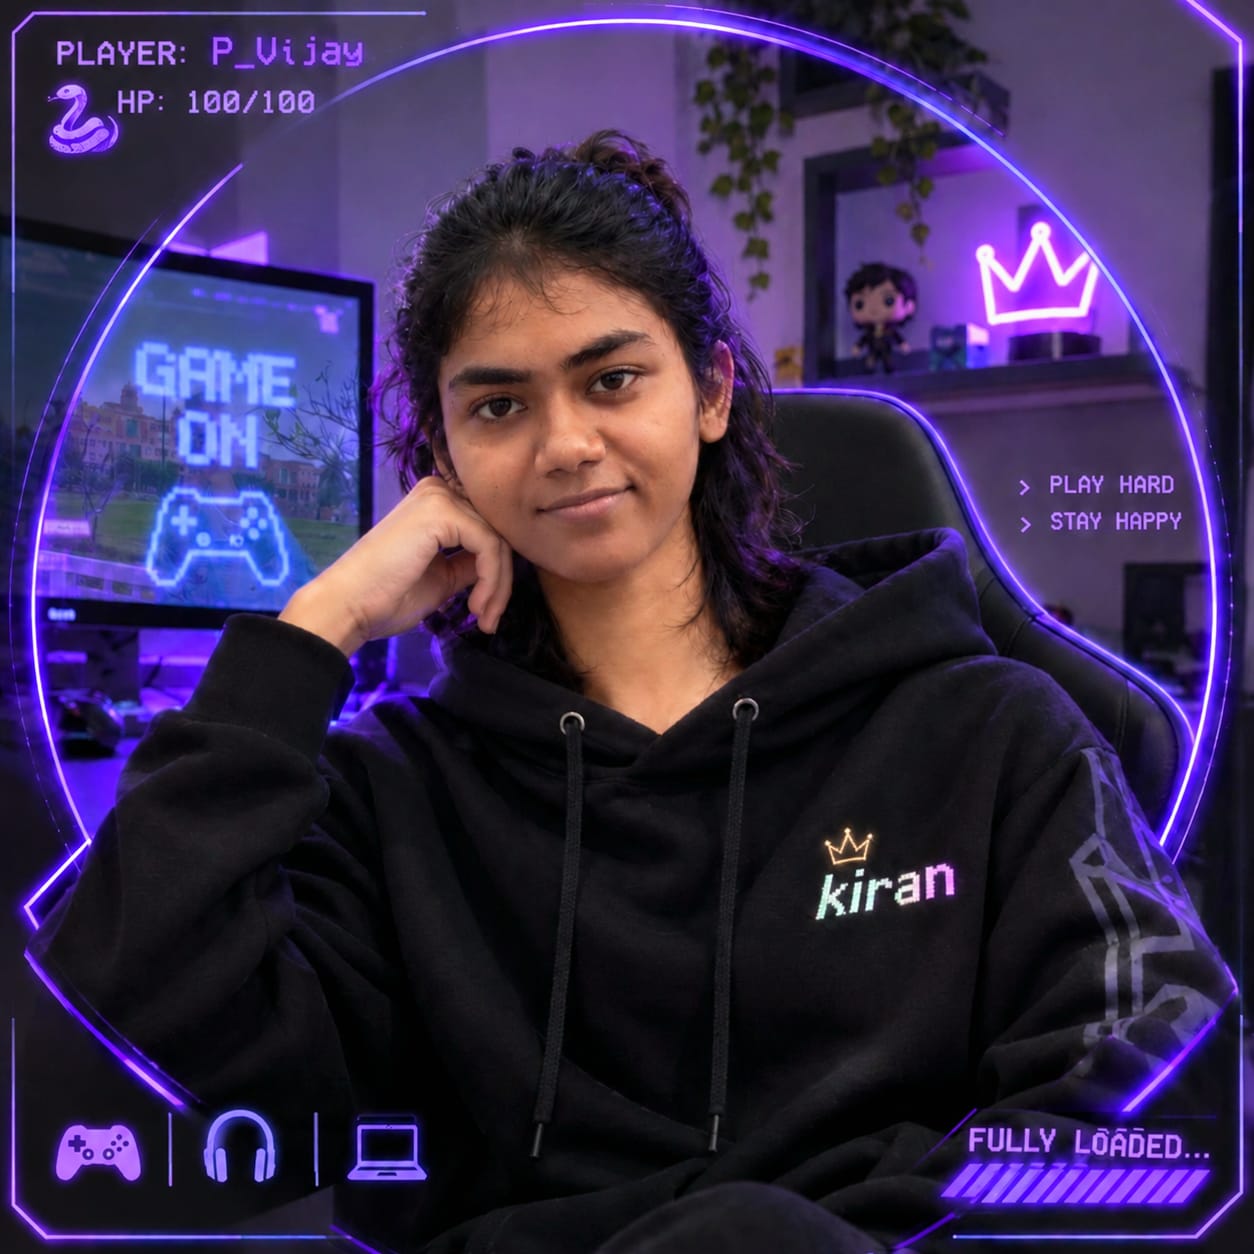 PLAYER: P_Vijay
HP: 100/100
GAME
ON
> PLAY HARD
> STAY HAPPY
kiran
FULLY LOADED...